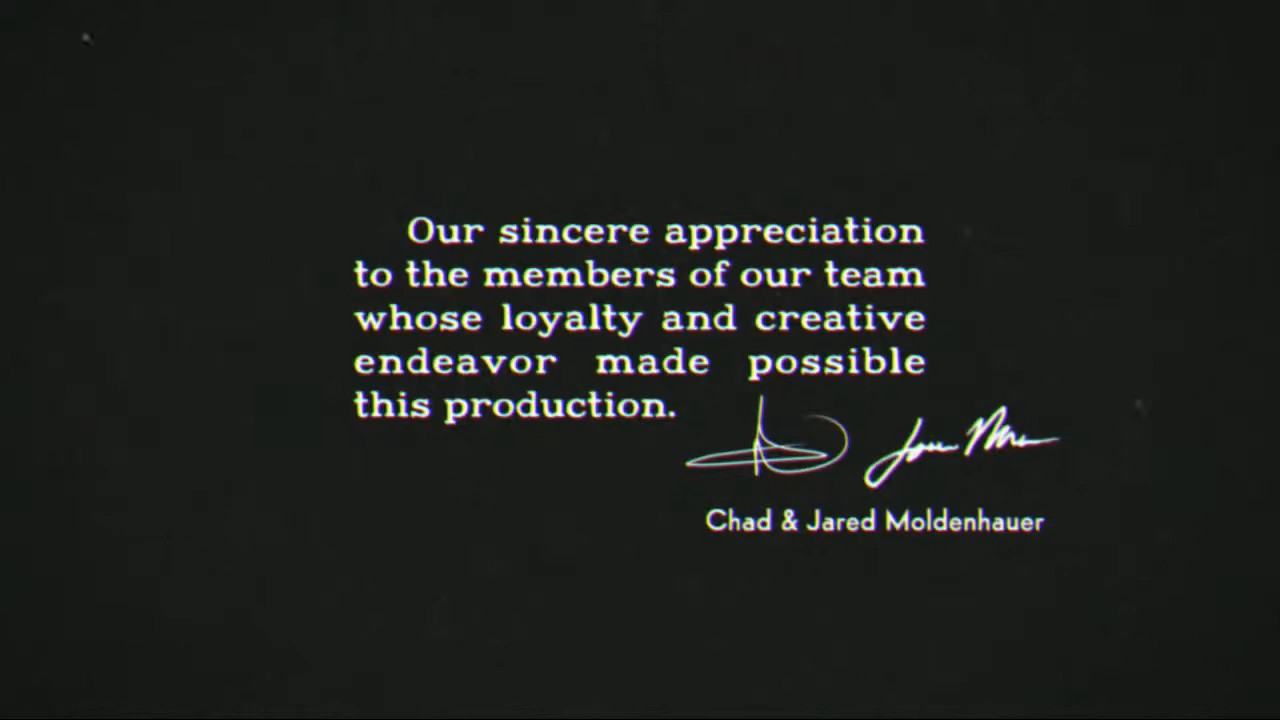 Our sincere appreciation
to the members of our team
whose loyalty and creative
endeavor made possible
this production.
Chad & Jared Moldenhauer